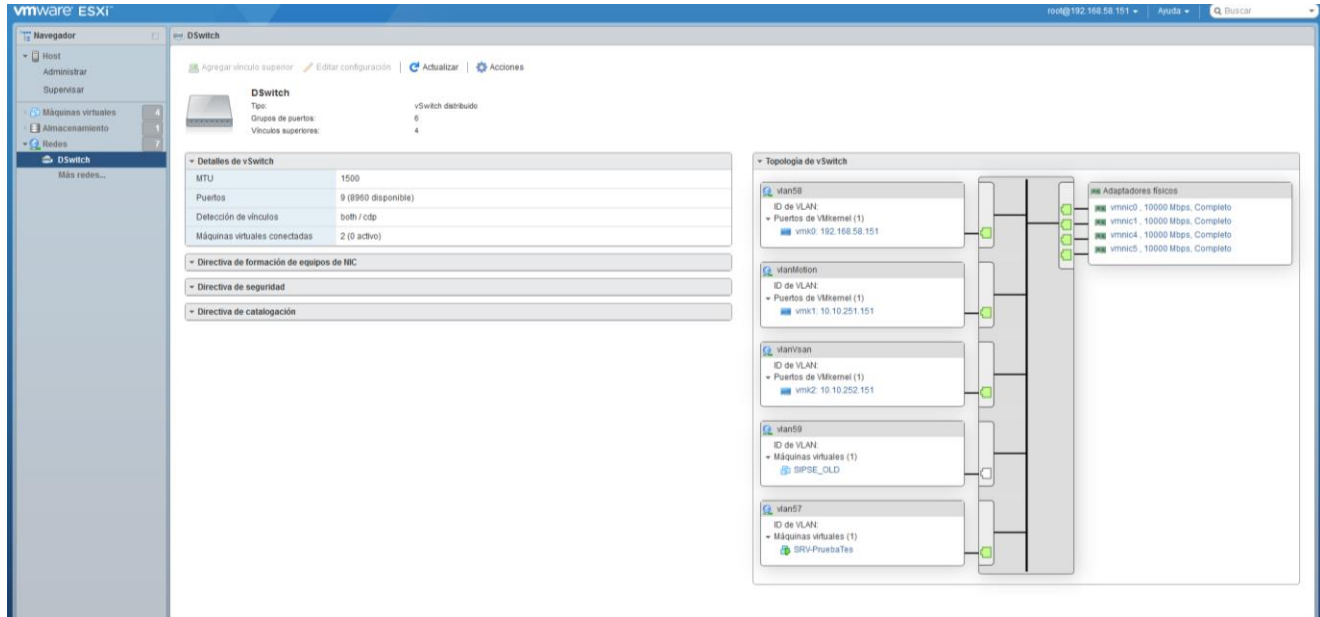 vmware ESXi™
root@192.168.58.151
Ayuda
Buscar
Navegador
Host
Administrar
Supervisar
Máquinas virtuales 4
Almacenamiento 1
Redes 7
DSwitch
Más redes...
DSwitch
Agregar vínculo superior
Editar configuración
Actualizar
Acciones
DSwitch
Tipo: vSwitch distribuido
Grupos de puertos: 6
Vínculos superiores: 4
Detalles de vSwitch
MTU 1500
Puertos 9 (8960 disponible)
Detección de vínculos both / cdp
Máquinas virtuales conectadas 2 (0 activo)
Directiva de formación de equipos de NIC
Directiva de seguridad
Directiva de catalogación
Topología de vSwitch
vlan58
ID de VLAN:
Puertos de VMkernel (1)
vmk0: 192.168.58.151
vlanMotion
ID de VLAN:
Puertos de VMkernel (1)
vmk1: 10.10.251.151
vlanVsan
ID de VLAN:
Puertos de VMkernel (1)
vmk2: 10.10.252.151
vlan59
ID de VLAN:
Máquinas virtuales (1)
SIPSE_OLD
vlan57
ID de VLAN:
Máquinas virtuales (1)
SRV-PruebaTes
Adaptadores físicos
vmnic0 , 10000 Mbps, Completo
vmnic1 , 10000 Mbps, Completo
vmnic4 , 10000 Mbps, Completo
vmnic5 , 10000 Mbps, Completo